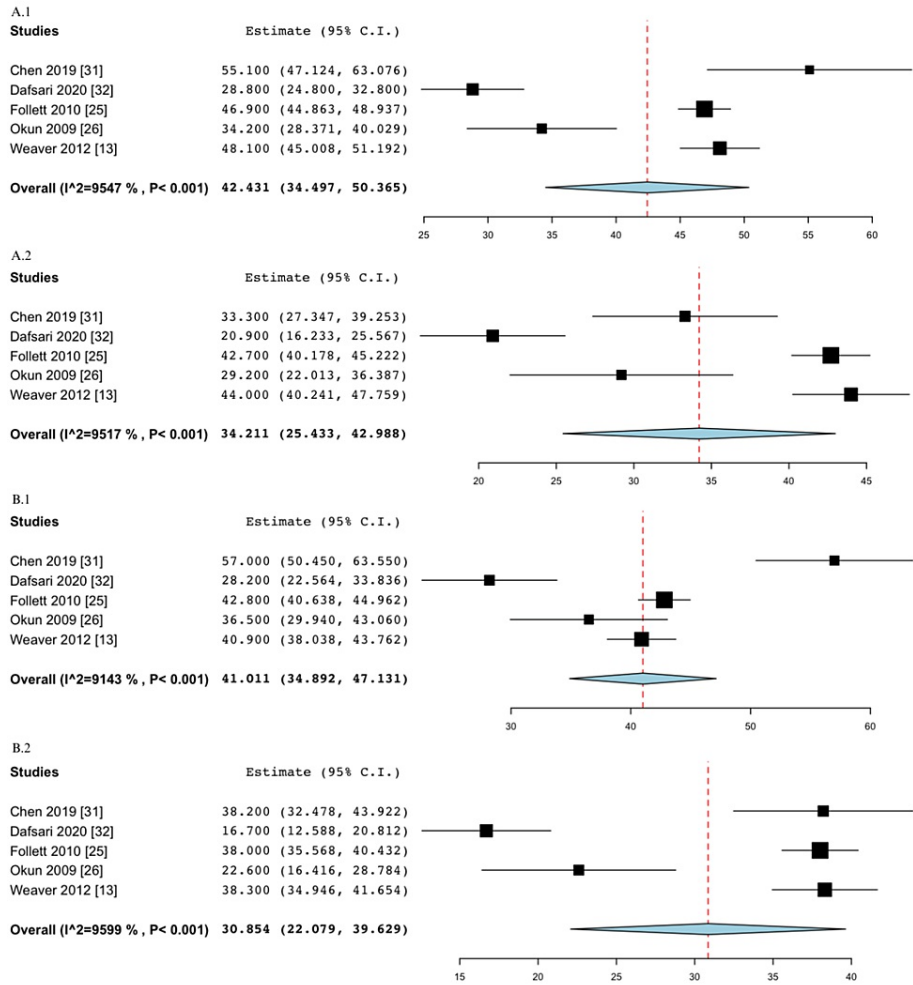 A.1
Studies Estimate (95% C.I.)
Chen 2019 [31] 55.100 (47.124, 63.076)
Dafsari 2020 [32] 28.800 (24.800, 32.800)
Follett 2010 [25] 46.900 (44.863, 48.937)
Okun 2009 [26] 34.200 (28.371, 40.029)
Weaver 2012 [13] 48.100 (45.008, 51.192)
Overall (I^2=9547 % , P< 0.001) 42.431 (34.497, 50.365)
25 30 35 40 45 50 55 60
A.2
Studies Estimate (95% C.I.)
Chen 2019 [31] 33.300 (27.347, 39.253)
Dafsari 2020 [32] 20.900 (16.233, 25.567)
Follett 2010 [25] 42.700 (40.178, 45.222)
Okun 2009 [26] 29.200 (22.013, 36.387)
Weaver 2012 [13] 44.000 (40.241, 47.759)
Overall (I^2=9517 % , P< 0.001) 34.211 (25.433, 42.988)
20 25 30 35 40 45
B.1
Studies Estimate (95% C.I.)
Chen 2019 [31] 57.000 (50.450, 63.550)
Dafsari 2020 [32] 28.200 (22.564, 33.836)
Follett 2010 [25] 42.800 (40.638, 44.962)
Okun 2009 [26] 36.500 (29.940, 43.060)
Weaver 2012 [13] 40.900 (38.038, 43.762)
Overall (I^2=9143 % , P< 0.001) 41.011 (34.892, 47.131)
30 40 50 60
B.2
Studies Estimate (95% C.I.)
Chen 2019 [31] 38.200 (32.478, 43.922)
Dafsari 2020 [32] 16.700 (12.588, 20.812)
Follett 2010 [25] 38.000 (35.568, 40.432)
Okun 2009 [26] 22.600 (16.416, 28.784)
Weaver 2012 [13] 38.300 (34.946, 41.654)
Overall (I^2=9599 % , P< 0.001) 30.854 (22.079, 39.629)
15 20 25 30 35 40